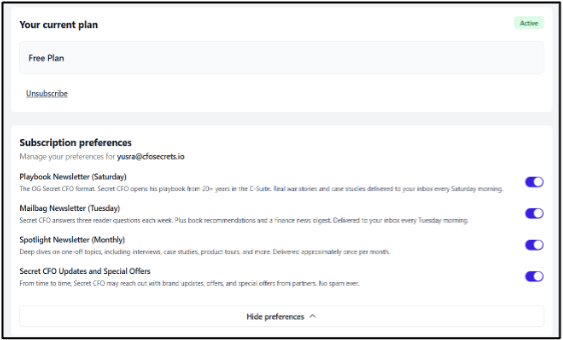 Your current plan
Active
Free Plan
Unsubscribe
Subscription preferences
Manage your preferences for yusra@cfosecrets.io
Playbook Newsletter (Saturday)
The OG Secret CFO format. Secret CFO opens his playbook from 20+ years in the C-Suite. Real war stories and case studies delivered to your inbox every Saturday morning.
Mailbag Newsletter (Tuesday)
Secret CFO answers three reader questions each week. Plus book recommendations and a finance news digest. Delivered to your inbox every Tuesday morning.
Spotlight Newsletter (Monthly)
Deep dives on one-off topics, including interviews, case studies, product tours, and more. Delivered approximately once per month.
Secret CFO Updates and Special Offers
From time to time, Secret CFO may reach out with brand updates, offers, and special offers from partners. No spam ever.
Hide preferences